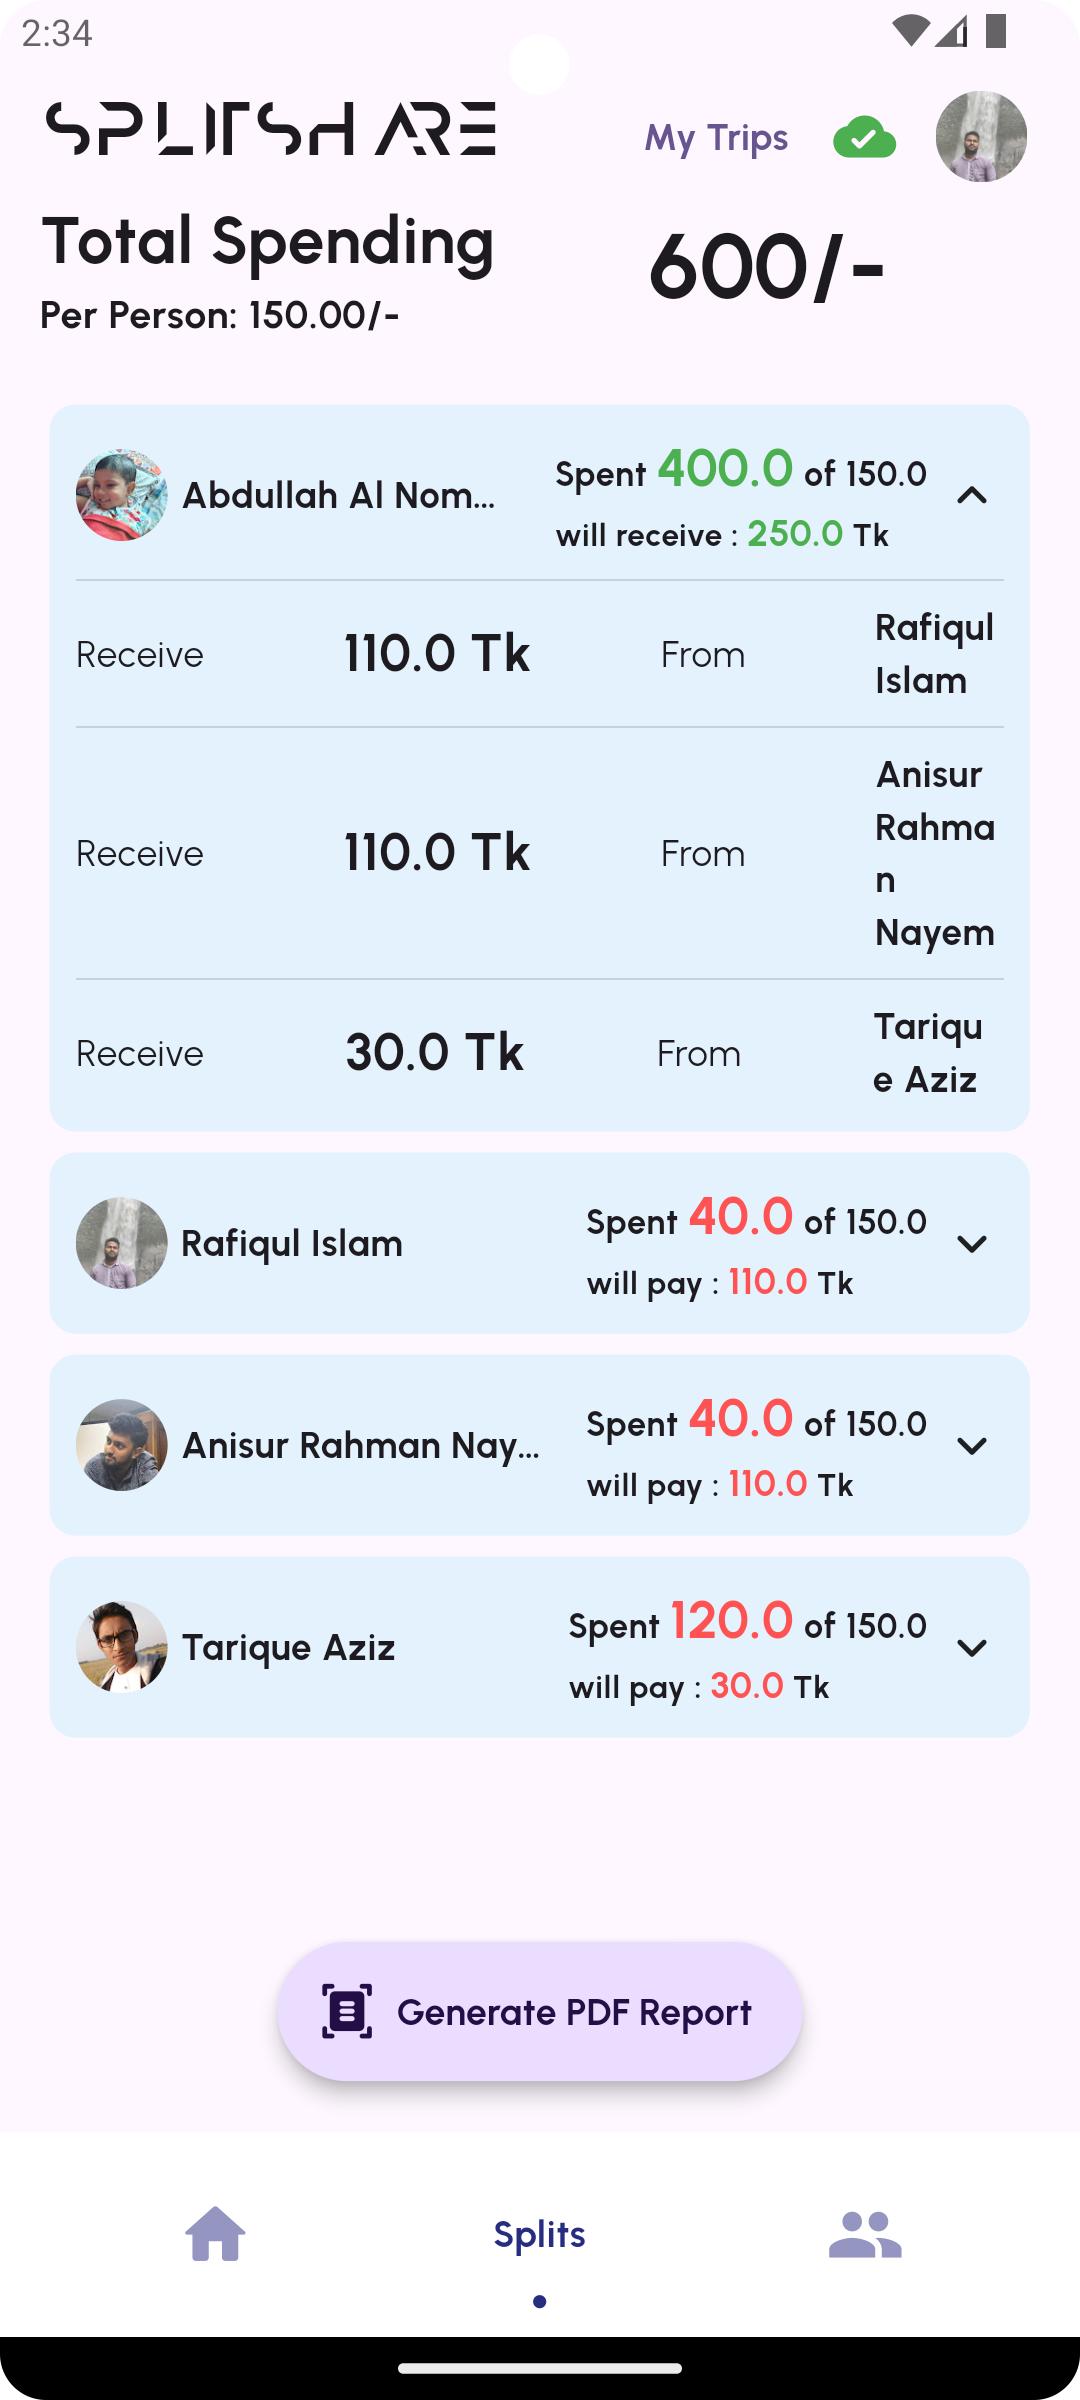 2:34
SPLITSHARE
My Trips
Total Spending
600/-
Per Person: 150.00/-
Abdullah Al Nom...
Spent 400.0 of 150.0
will receive : 250.0 Tk
Receive 110.0 Tk From Rafiqul
Islam
Receive 110.0 Tk From Anisur
Rahma
n
Nayem
Receive 30.0 Tk From Tariqu
e Aziz
Rafiqul Islam
Spent 40.0 of 150.0
will pay : 110.0 Tk
Anisur Rahman Nay...
Spent 40.0 of 150.0
will pay : 110.0 Tk
Tarique Aziz
Spent 120.0 of 150.0
will pay : 30.0 Tk
Generate PDF Report
Splits